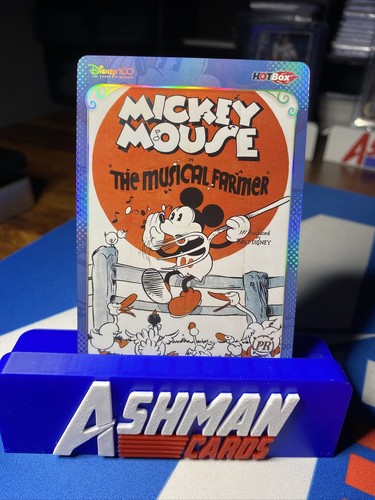 Disney100
HOTBOX
MICKEY
MOUSE
IN
"THE MUSICAL FARMER"
WALT DISNEY
PR
ASHMAN
CARDS